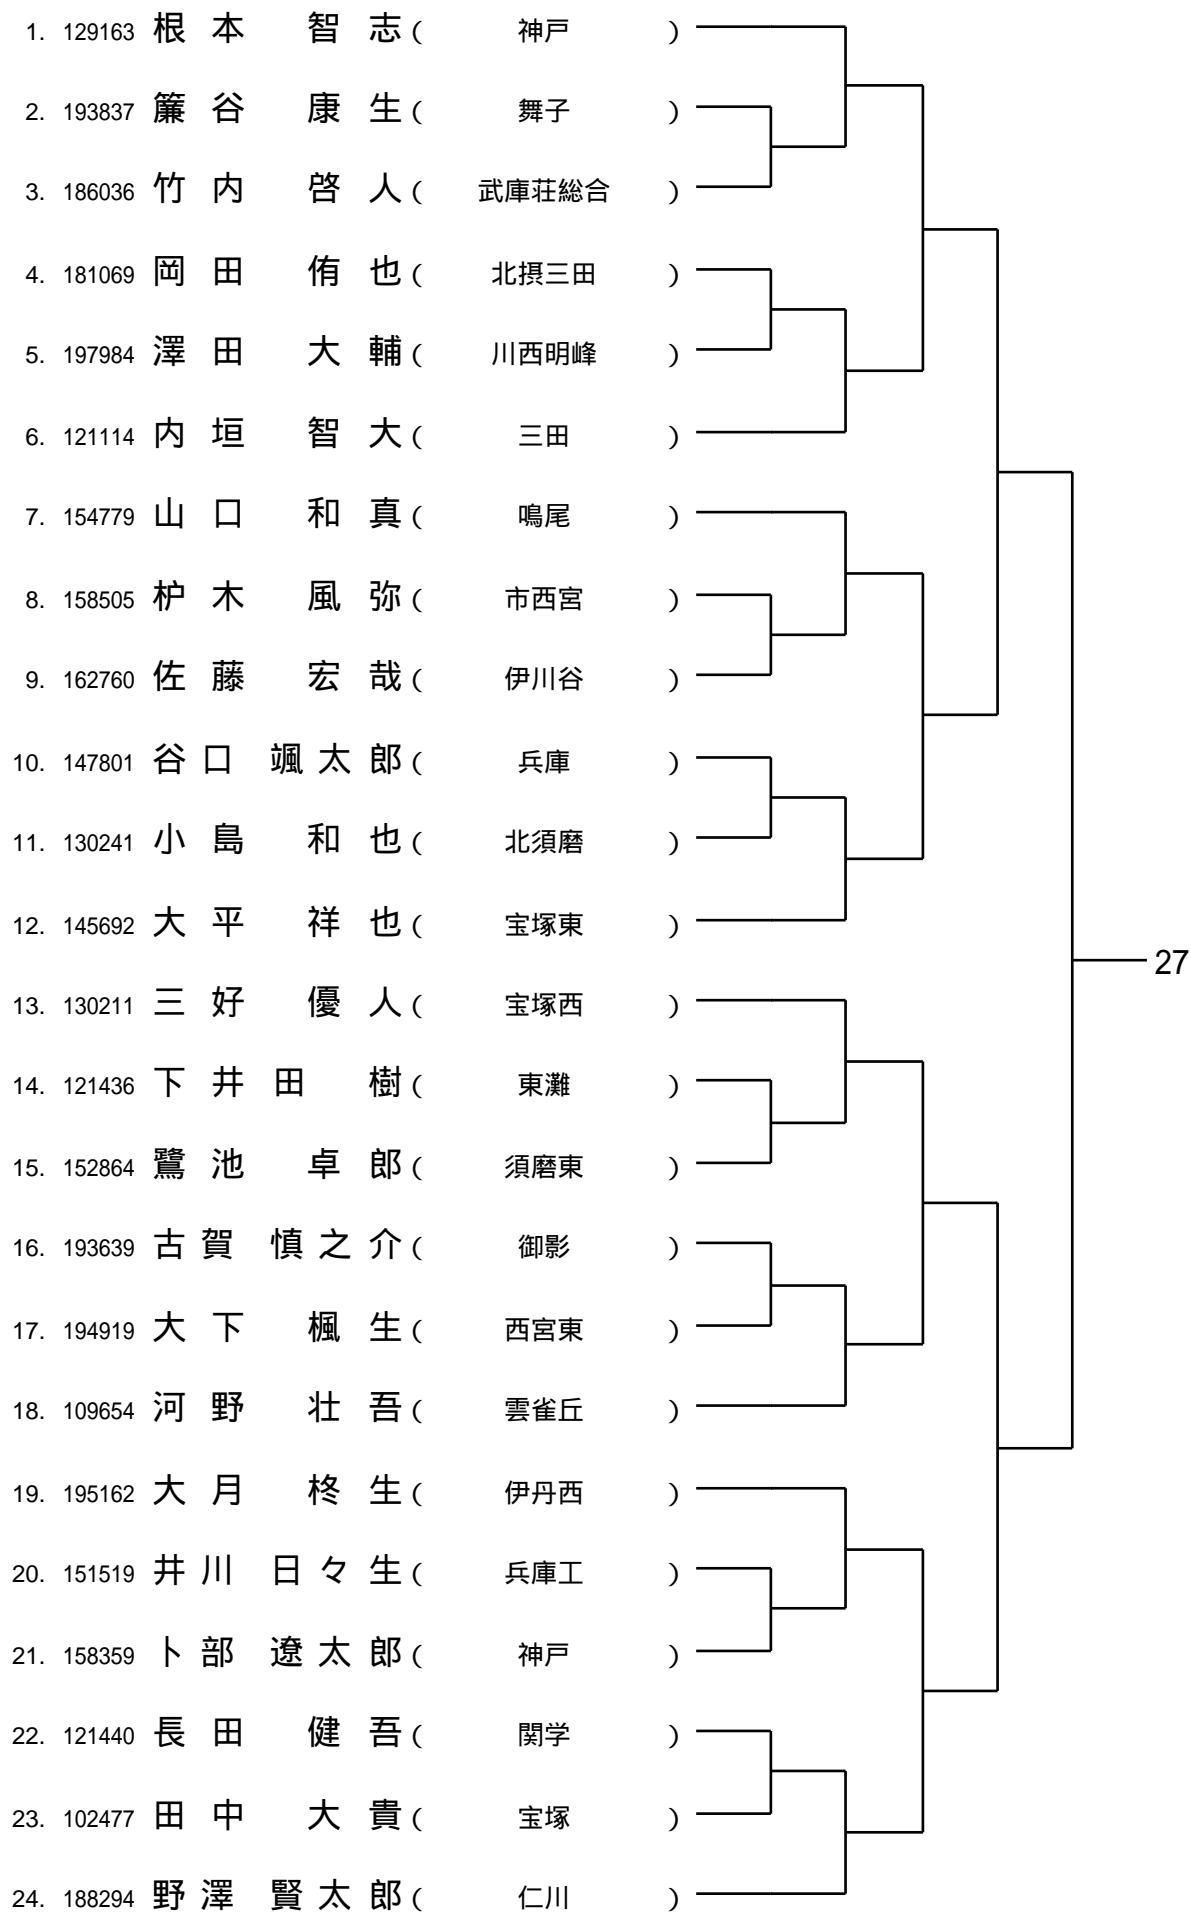 1. 129163 根本 智志( 神戸 )
2. 193837 簾谷 康生( 舞子 )
3. 186036 竹内 啓人( 武庫荘総合 )
4. 181069 岡田 侑也( 北摂三田 )
5. 197984 澤田 大輔( 川西明峰 )
6. 121114 内垣 智大( 三田 )
7. 154779 山口 和真( 鳴尾 )
8. 158505 枦木 風弥( 市西宮 )
9. 162760 佐藤 宏哉( 伊川谷 )
10. 147801 谷口 颯太郎( 兵庫 )
11. 130241 小島 和也( 北須磨 )
12. 145692 大平 祥也( 宝塚東 )
27
13. 130211 三好 優人( 宝塚西 )
14. 121436 下井田 樹( 東灘 )
15. 152864 鷺池 卓郎( 須磨東 )
16. 193639 古賀 慎之介( 御影 )
17. 194919 大下 楓生( 西宮東 )
18. 109654 河野 壮吾( 雲雀丘 )
19. 195162 大月 柊生( 伊丹西 )
20. 151519 井川 日々生( 兵庫工 )
21. 158359 卜部 遼太郎( 神戸 )
22. 121440 長田 健吾( 関学 )
23. 102477 田中 大貴( 宝塚 )
24. 188294 野澤 賢太郎( 仁川 )